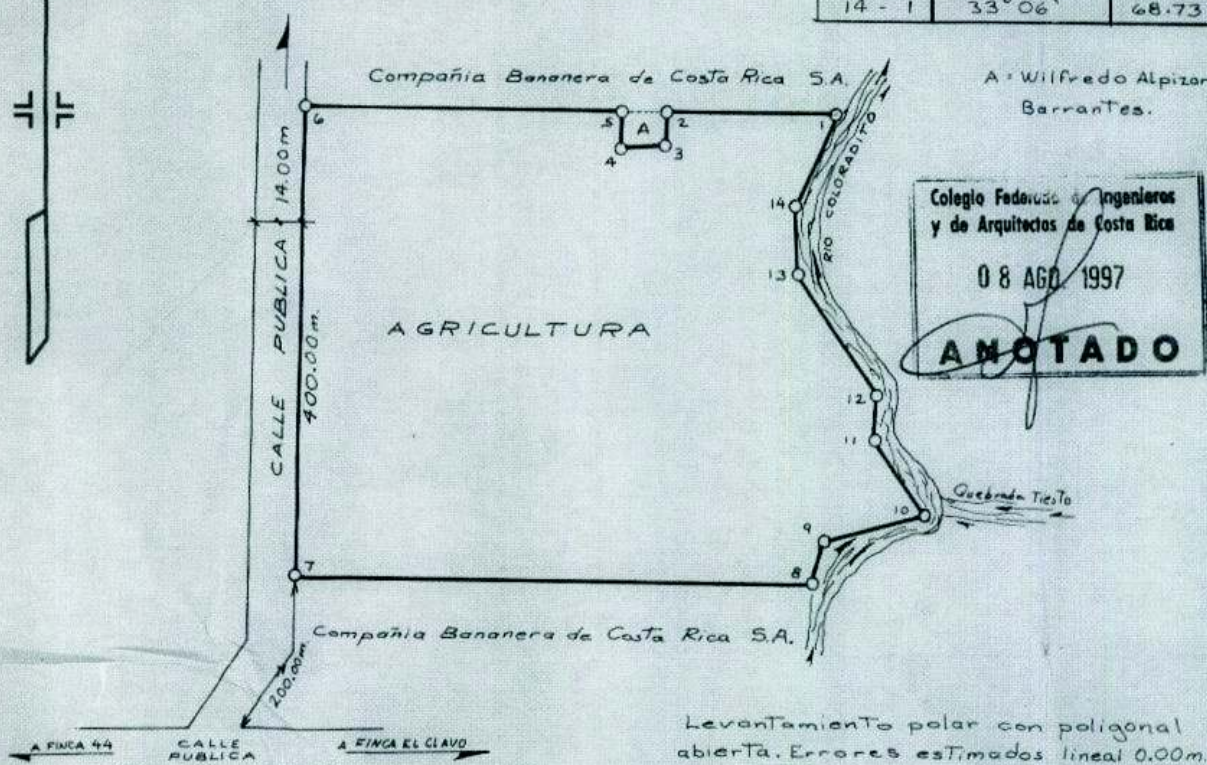 14 - 1 33°06' 68.73
Compañia Bananera de Costa Rica S.A.
A: Wilfredo Alpizar
Barrantes.
6
5
2
1
A
4
3
14.00m
RIO COLORADITO
14
Colegio Federado de Ingenieros
y de Arquitectos de Costa Rica
08 AGO. 1997
ANOTADO
13
CALLE PUBLICA
400.00m.
AGRICULTURA
12
11
10
Quebrada Tiesto
9
8
7
Compañia Bananera de Costa Rica S.A.
200.00m
A FINCA 44
CALLE
PUBLICA
A FINCA EL CLAVO
Levantamiento polar con poligonal
abierta. Errores estimados lineal 0.00m.